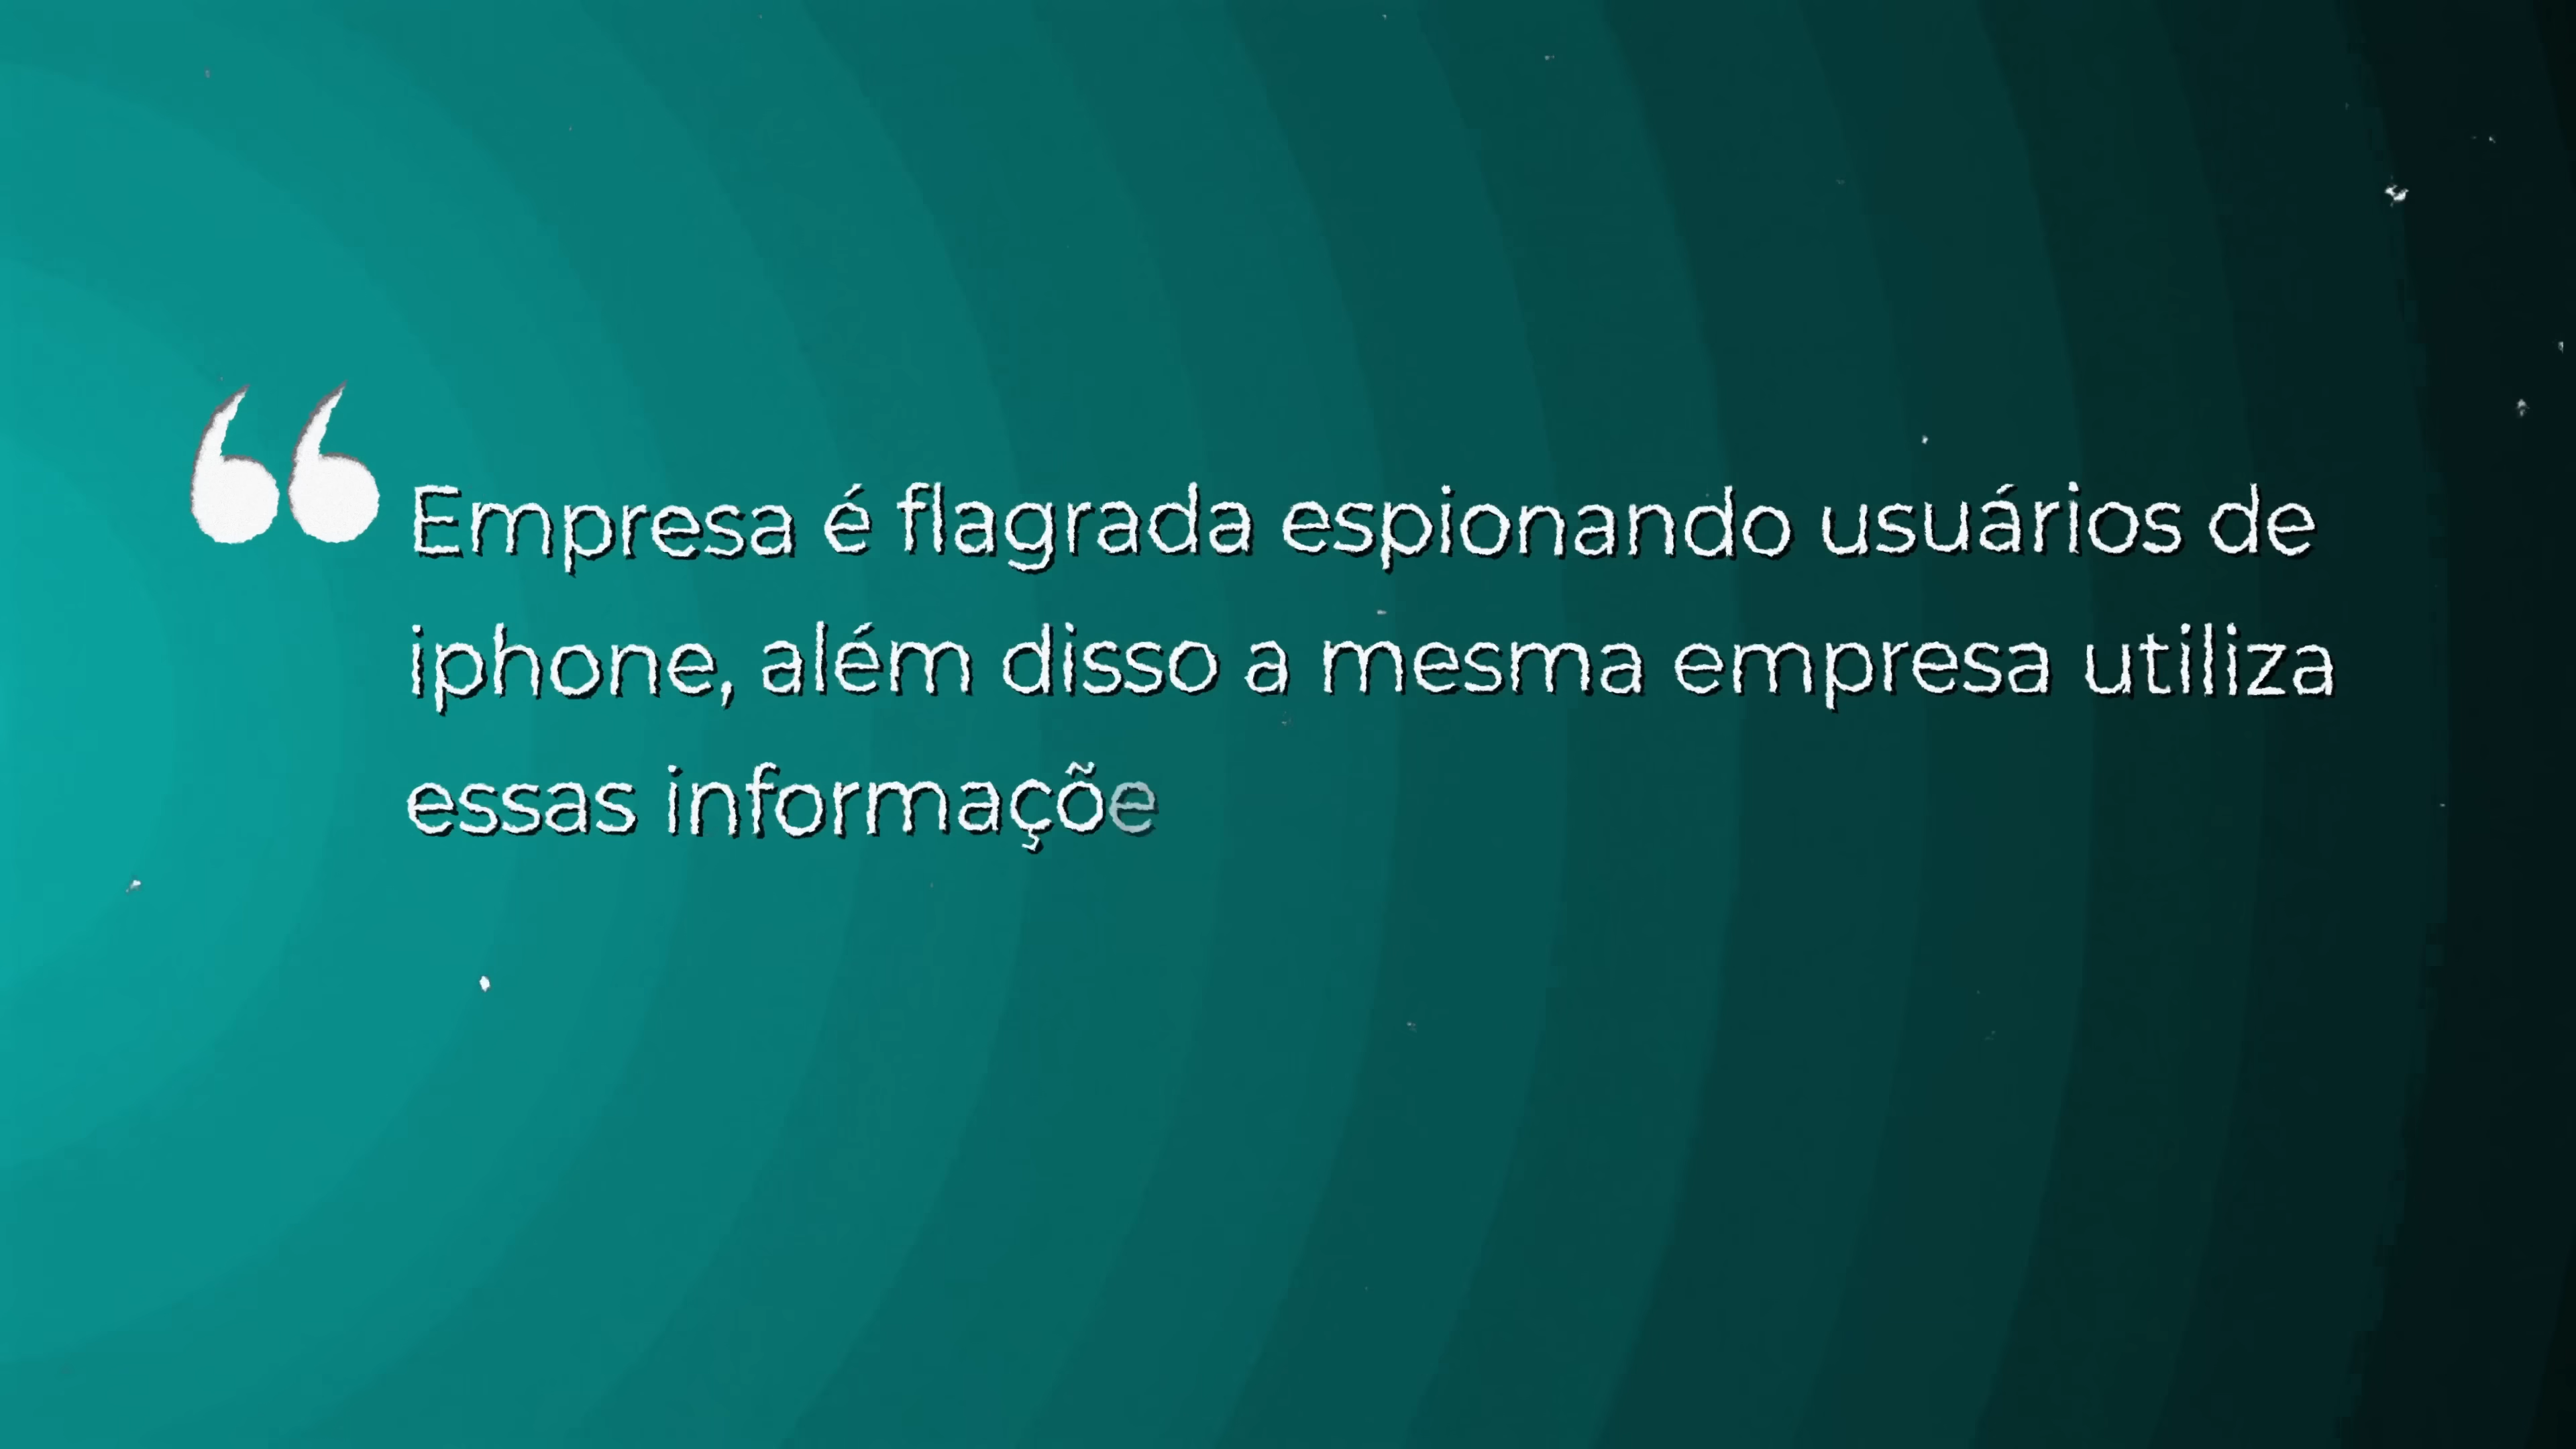 “Empresa é flagrada espionando usuários de
iphone, além disso a mesma empresa utiliza
essas informaçõe